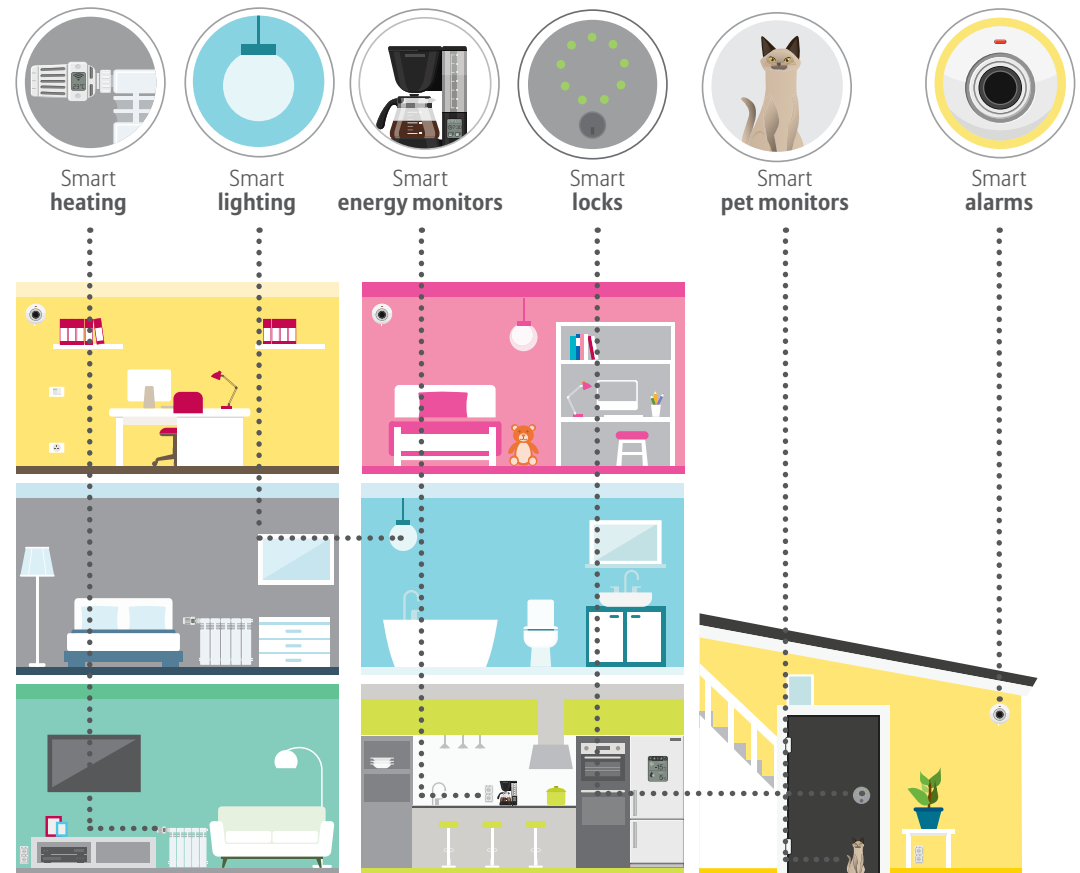 Smart
heating
Smart
lighting
Smart
energy monitors
Smart
locks
Smart
pet monitors
Smart
alarms